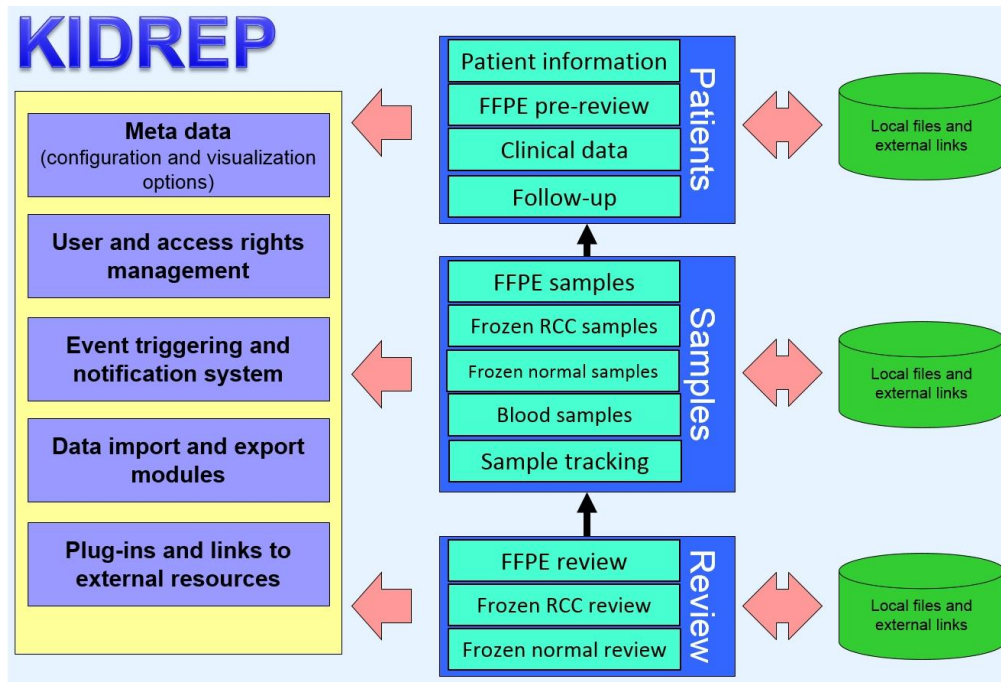 KIDREP
Meta data
(configuration and visualization
options)
User and access rights
management
Event triggering and
notification system
Data import and export
modules
Plug-ins and links to
external resources
Patient information
FFPE pre-review
Clinical data
Follow-up
Patients
Local files and
external links
FFPE samples
Frozen RCC samples
Frozen normal samples
Blood samples
Sample tracking
Samples
Local files and
external links
FFPE review
Frozen RCC review
Frozen normal review
Review
Local files and
external links